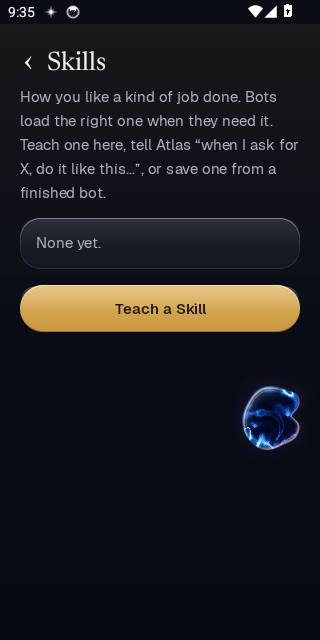 9:35
Skills
How you like a kind of job done. Bots
load the right one when they need it.
Teach one here, tell Atlas “when I ask for
X, do it like this...”, or save one from a
finished bot.
None yet.
Teach a Skill